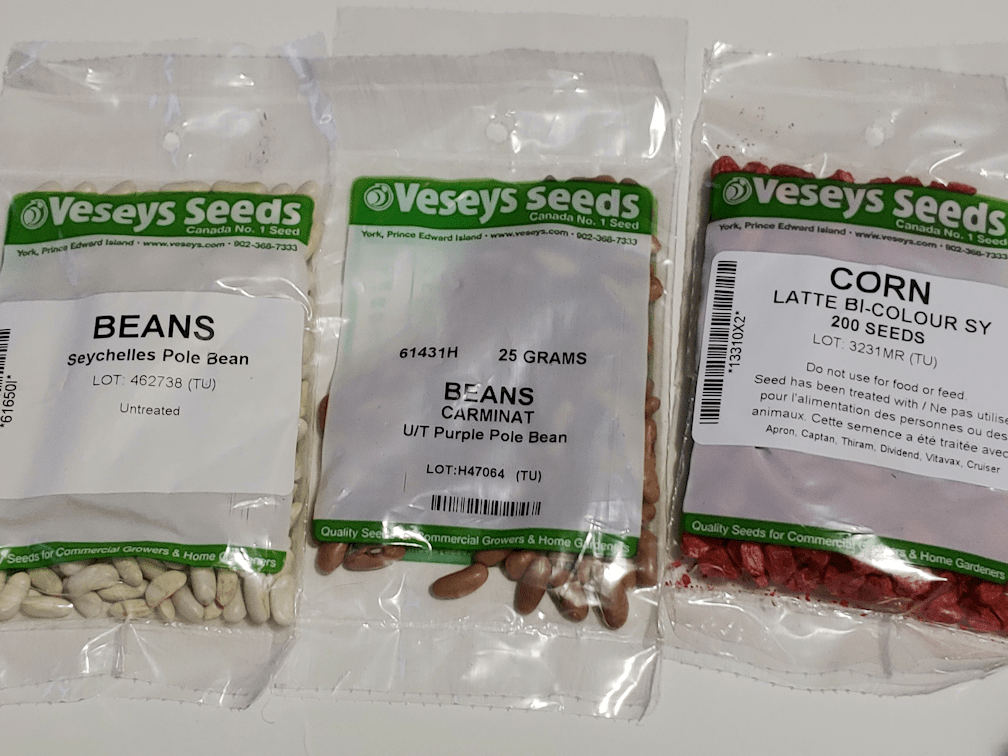 Veseys Seeds
Canada No. 1 Seed
York, Prince Edward Island · www.veseys.com · 902-368-7333
BEANS
Seychelles Pole Bean
LOT: 462738 (TU)
Untreated
*61650I*
Seeds for Commercial Growers & Home Gardeners
Veseys Seeds
Canada No. 1 Seed
York, Prince Edward Island · www.veseys.com · 902-368-7333
61431H 25 GRAMS
BEANS
CARMINAT
U/T Purple Pole Bean
LOT:H47064 (TU)
Quality Seeds for Commercial Growers & Home Gardeners
Veseys Seeds
Canada No. 1 Seed
York, Prince Edward Island · www.veseys.com · 902-368-7333
*13310X2*
CORN
LATTE BI-COLOUR SY
200 SEEDS
LOT: 3231MR (TU)
Do not use for food or feed.
Seed has been treated with / Ne pas utilise
pour l'alimentation des personnes ou des
animaux. Cette semence a été traitée avec
Apron, Captan, Thiram, Dividend, Vitavax, Cruiser
Quality Seeds for Commercial Growers & Home Gardeners